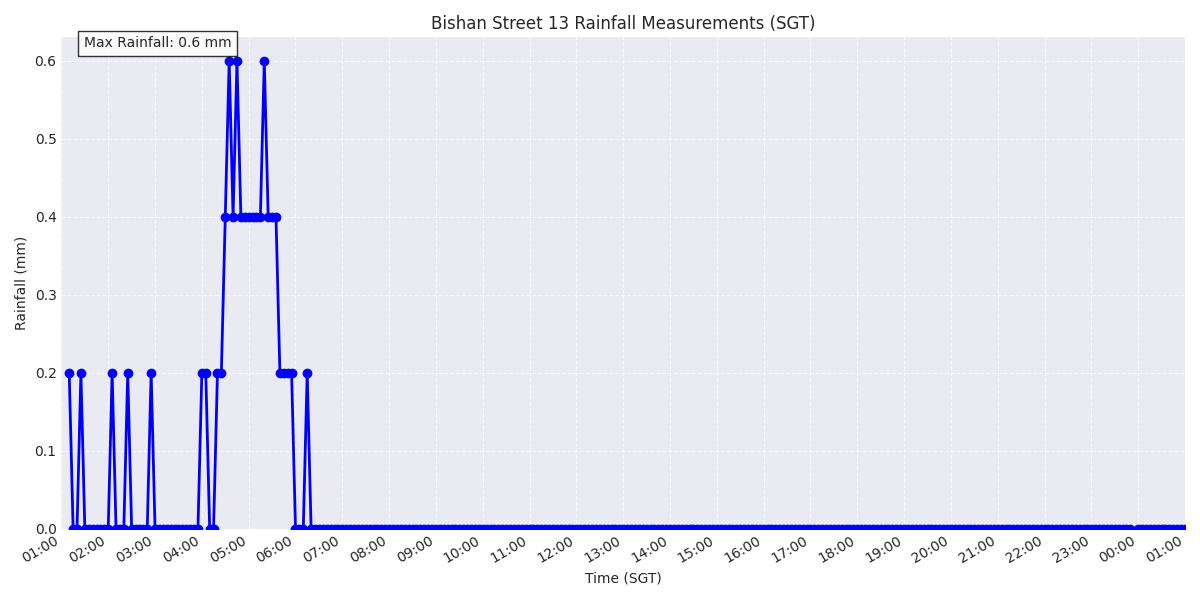 Bishan Street 13 Rainfall Measurements (SGT)
Max Rainfall: 0.6 mm
Rainfall (mm)
0.6
0.5
0.4
0.3
0.2
0.1
0.0
01:00 02:00 03:00 04:00 05:00 06:00 07:00 08:00 09:00 10:00 11:00 12:00 13:00 14:00 15:00 16:00 17:00 18:00 19:00 20:00 21:00 22:00 23:00 00:00 01:00
Time (SGT)